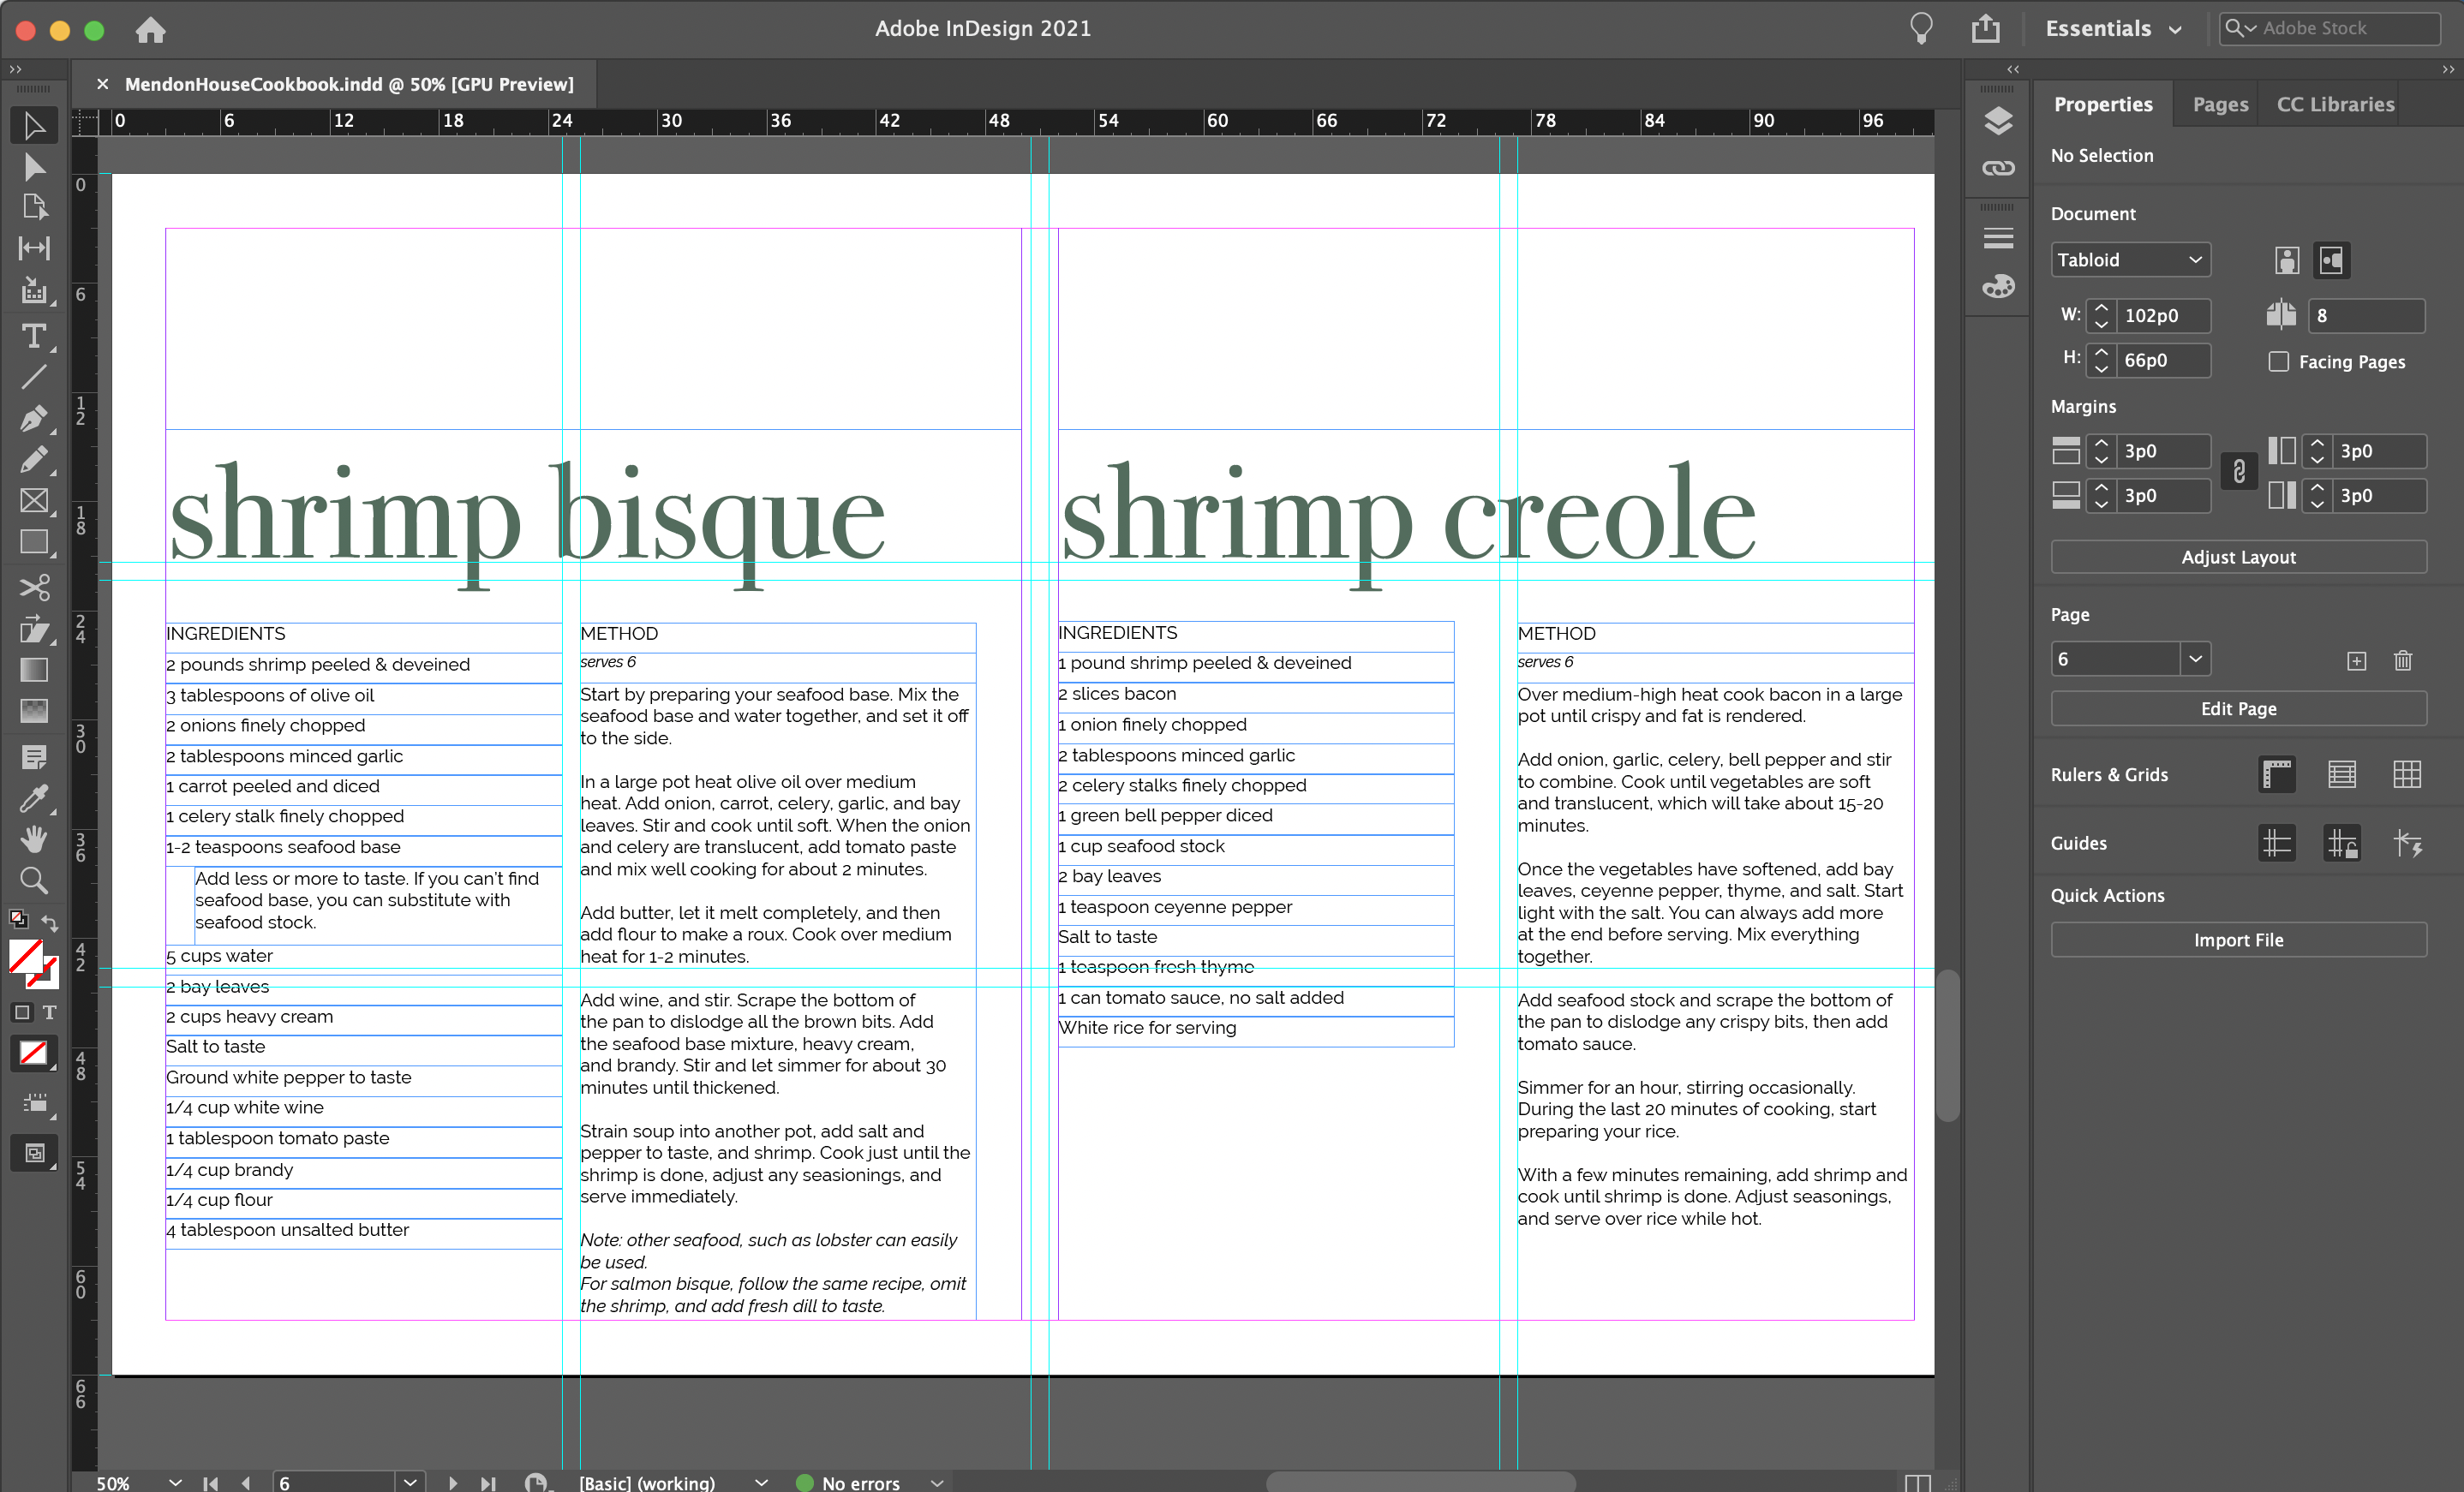 Adobe InDesign 2021
Essentials
Adobe Stock
MendonHouseCookbook.indd @ 50% [GPU Preview]
0 6 12 18 24 30 36 42 48 54 60 66 72 78 84 90 96
0
6
12
18
24
30
36
42
48
54
60
66
shrimp bisque
INGREDIENTS
2 pounds shrimp peeled & deveined
3 tablespoons of olive oil
2 onions finely chopped
2 tablespoons minced garlic
1 carrot peeled and diced
1 celery stalk finely chopped
1-2 teaspoons seafood base
Add less or more to taste. If you can't find
seafood base, you can substitute with
seafood stock.
5 cups water
2 bay leaves
2 cups heavy cream
Salt to taste
Ground white pepper to taste
1/4 cup white wine
1 tablespoon tomato paste
1/4 cup brandy
1/4 cup flour
4 tablespoon unsalted butter
METHOD
serves 6
Start by preparing your seafood base. Mix the
seafood base and water together, and set it off
to the side.
In a large pot heat olive oil over medium
heat. Add onion, carrot, celery, garlic, and bay
leaves. Stir and cook until soft. When the onion
and celery are translucent, add tomato paste
and mix well cooking for about 2 minutes.
Add butter, let it melt completely, and then
add flour to make a roux. Cook over medium
heat for 1-2 minutes.
Add wine, and stir. Scrape the bottom of
the pan to dislodge all the brown bits. Add
the seafood base mixture, heavy cream,
and brandy. Stir and let simmer for about 30
minutes until thickened.
Strain soup into another pot, add salt and
pepper to taste, and shrimp. Cook just until the
shrimp is done, adjust any seasionings, and
serve immediately.
Note: other seafood, such as lobster can easily
be used.
For salmon bisque, follow the same recipe, omit
the shrimp, and add fresh dill to taste.
shrimp creole
INGREDIENTS
1 pound shrimp peeled & deveined
2 slices bacon
1 onion finely chopped
2 tablespoons minced garlic
2 celery stalks finely chopped
1 green bell pepper diced
1 cup seafood stock
2 bay leaves
1 teaspoon ceyenne pepper
Salt to taste
1 teaspoon fresh thyme
1 can tomato sauce, no salt added
White rice for serving
METHOD
serves 6
Over medium-high heat cook bacon in a large
pot until crispy and fat is rendered.
Add onion, garlic, celery, bell pepper and stir
to combine. Cook until vegetables are soft
and translucent, which will take about 15-20
minutes.
Once the vegetables have softened, add bay
leaves, ceyenne pepper, thyme, and salt. Start
light with the salt. You can always add more
at the end before serving. Mix everything
together.
Add seafood stock and scrape the bottom of
the pan to dislodge any crispy bits, then add
tomato sauce.
Simmer for an hour, stirring occasionally.
During the last 20 minutes of cooking, start
preparing your rice.
With a few minutes remaining, add shrimp and
cook until shrimp is done. Adjust seasonings,
and serve over rice while hot.
Properties Pages CC Libraries
No Selection
Document
Tabloid
W: 102p0 8
H: 66p0 Facing Pages
Margins
3p0 3p0
3p0 3p0
Adjust Layout
Page
6
Edit Page
Rulers & Grids
Guides
Quick Actions
Import File
50% 6 [Basic] (working) No errors